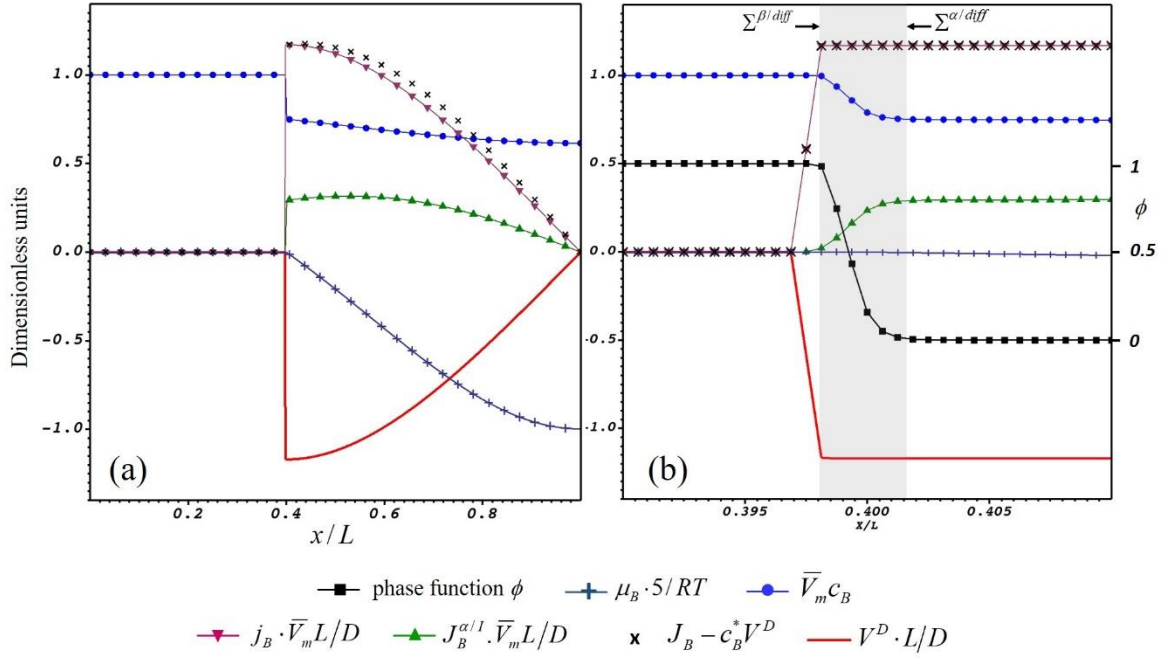 Σ^{β/diff} Σ^{α/diff}
1.0
0.5
0.0
−0.5
−1.0
Dimensionless units
(a)
0.2 0.4 0.6 0.8
x/L
1.0
0.5
0.0
-0.5
-1.0
1
ϕ
0.5
0
(b)
0.395 0.400 0.405
X/L
phase function ϕ
μ_B · 5/RT
V̅_m c_B
j_B · V̅_m L/D
J_B^{α/I} . V̅_m L/D
x J_B − c_B^* V^D
V^D · L/D